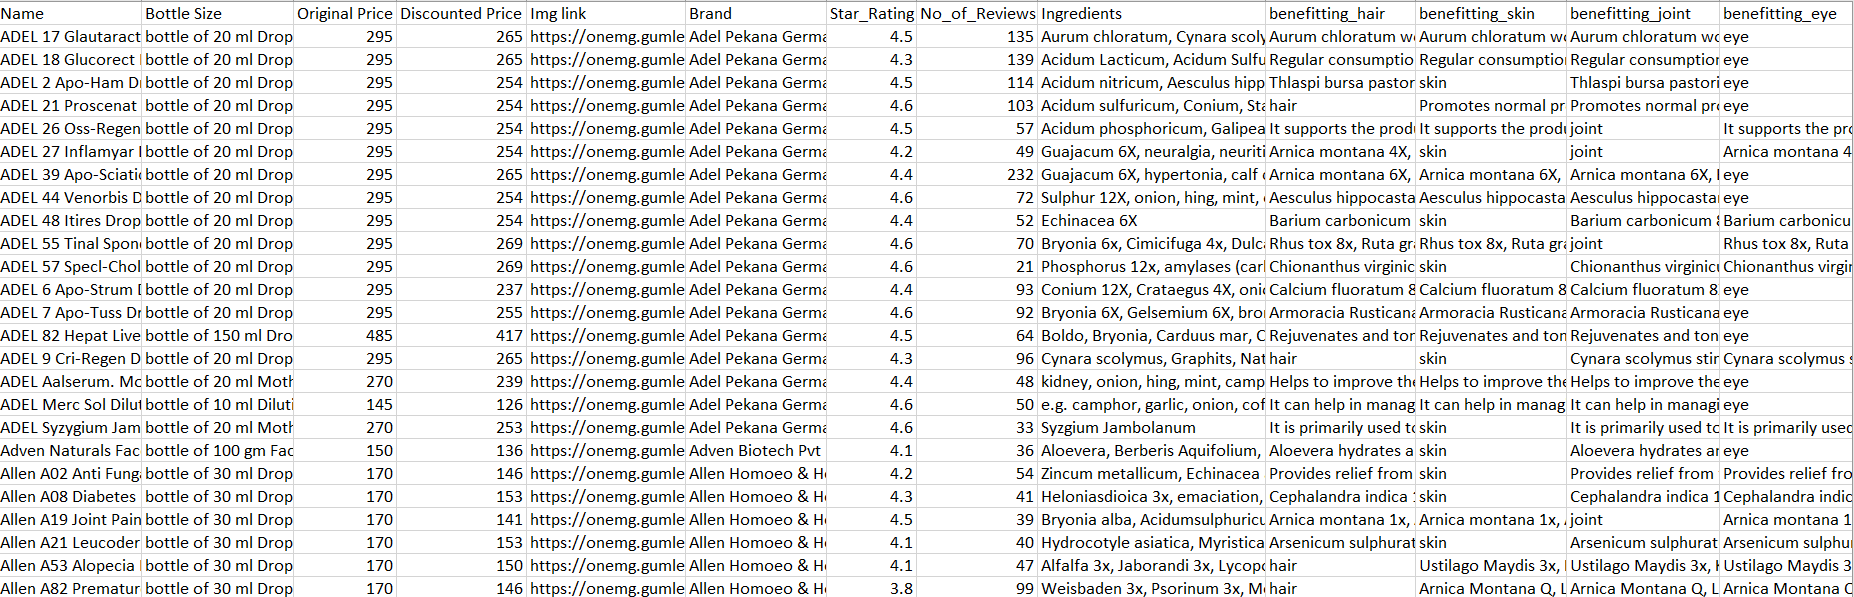 Name Bottle Size Original Price Discounted Price Img link Brand Star_Rating No_of_Reviews Ingredients benefitting_hair benefitting_skin benefitting_joint benefitting_eye
ADEL 17 Glautaract bottle of 20 ml Drop 295 265 https://onemg.gumle Adel Pekana Germa 4.5 135 Aurum chloratum, Cynara scoly Aurum chloratum wo Aurum chloratum wo Aurum chloratum wo eye
ADEL 18 Glucorect bottle of 20 ml Drop 295 265 https://onemg.gumle Adel Pekana Germa 4.3 139 Acidum Lacticum, Acidum Sulfu Regular consumptio Regular consumptio Regular consumption eye
ADEL 2 Apo-Ham D bottle of 20 ml Drop 295 254 https://onemg.gumle Adel Pekana Germa 4.5 114 Acidum nitricum, Aesculus hipp Thlaspi bursa pastor skin Thlaspi bursa pastori eye
ADEL 21 Proscenat bottle of 20 ml Drop 295 254 https://onemg.gumle Adel Pekana Germa 4.6 103 Acidum sulfuricum, Conium, Sta hair Promotes normal pr Promotes normal pr eye
ADEL 26 Oss-Regen bottle of 20 ml Drop 295 254 https://onemg.gumle Adel Pekana Germa 4.5 57 Acidum phosphoricum, Galipea It supports the prod It supports the prod joint It supports the pro
ADEL 27 Inflamyar bottle of 20 ml Drop 295 254 https://onemg.gumle Adel Pekana Germa 4.2 49 Guajacum 6X, neuralgia, neuriti Arnica montana 4X, skin joint Arnica montana 4
ADEL 39 Apo-Sciatic bottle of 20 ml Drop 295 265 https://onemg.gumle Adel Pekana Germa 4.4 232 Guajacum 6X, hypertonia, calf Arnica montana 6X, Arnica montana 6X, Arnica montana 6X, eye
ADEL 44 Venorbis D bottle of 20 ml Drop 295 254 https://onemg.gumle Adel Pekana Germa 4.6 72 Sulphur 12X, onion, hing, mint, Aesculus hippocasta Aesculus hippocasta Aesculus hippocastar eye
ADEL 48 Itires Drop bottle of 20 ml Drop 295 254 https://onemg.gumle Adel Pekana Germa 4.4 52 Echinacea 6X Barium carbonicum skin Barium carbonicum 8 Barium carbonicu
ADEL 55 Tinal Spon bottle of 20 ml Drop 295 269 https://onemg.gumle Adel Pekana Germa 4.6 70 Bryonia 6x, Cimicifuga 4x, Dulc Rhus tox 8x, Ruta gr Rhus tox 8x, Ruta gr joint Rhus tox 8x, Ruta
ADEL 57 Specl-Chol bottle of 20 ml Drop 295 269 https://onemg.gumle Adel Pekana Germa 4.6 21 Phosphorus 12x, amylases (car Chionanthus virginic skin Chionanthus virginicu Chionanthus virgin
ADEL 6 Apo-Strum D bottle of 20 ml Drop 295 237 https://onemg.gumle Adel Pekana Germa 4.4 93 Conium 12X, Crataegus 4X, onio Calcium fluoratum 8 Calcium fluoratum 8 Calcium fluoratum 8 eye
ADEL 7 Apo-Tuss Dr bottle of 20 ml Drop 295 255 https://onemg.gumle Adel Pekana Germa 4.6 92 Bryonia 6X, Gelsemium 6X, bro Armoracia Rusticana Armoracia Rusticana Armoracia Rusticana eye
ADEL 82 Hepat Live bottle of 150 ml Dro 485 417 https://onemg.gumle Adel Pekana Germa 4.5 64 Boldo, Bryonia, Carduus mar, C Rejuvenates and tor Rejuvenates and ton Rejuvenates and ton eye
ADEL 9 Cri-Regen D bottle of 20 ml Drop 295 265 https://onemg.gumle Adel Pekana Germa 4.3 96 Cynara scolymus, Graphits, Nat hair skin Cynara scolymus stir Cynara scolymus s
ADEL Aalserum. Mo bottle of 20 ml Moth 270 239 https://onemg.gumle Adel Pekana Germa 4.4 48 kidney, onion, hing, mint, camp Helps to improve the Helps to improve the Helps to improve the eye
ADEL Merc Sol Dilut bottle of 10 ml Diluti 145 126 https://onemg.gumle Adel Pekana Germa 4.6 50 e.g. camphor, garlic, onion, cof It can help in manag It can help in manag It can help in managi eye
ADEL Syzygium Jam bottle of 20 ml Moth 270 253 https://onemg.gumle Adel Pekana Germa 4.6 33 Syzgium Jambolanum It is primarily used to skin It is primarily used to It is primarily used
Adven Naturals Fac bottle of 100 gm Fac 150 136 https://onemg.gumle Adven Biotech Pvt 4.1 36 Aloevera, Berberis Aquifolium, Aloevera hydrates a skin Aloevera hydrates ar eye
Allen A02 Anti Fung bottle of 30 ml Drop 170 146 https://onemg.gumle Allen Homoeo & H 4.2 54 Zincum metallicum, Echinacea Provides relief from skin Provides relief from Provides relief fro
Allen A08 Diabetes bottle of 30 ml Drop 170 153 https://onemg.gumle Allen Homoeo & H 4.3 41 Heloniasdioica 3x, emaciation, Cephalandra indica 1 skin Cephalandra indica 1 Cephalandra indic
Allen A19 Joint Pain bottle of 30 ml Drop 170 141 https://onemg.gumle Allen Homoeo & H 4.5 39 Bryonia alba, Acidumsulphuricu Arnica montana 1x, Arnica montana 1x, joint Arnica montana 1
Allen A21 Leucoder bottle of 30 ml Drop 170 153 https://onemg.gumle Allen Homoeo & H 4.1 40 Hydrocotyle asiatica, Myristica Arsenicum sulphurat skin Arsenicum sulphurat Arsenicum sulphu
Allen A53 Alopecia bottle of 30 ml Drop 170 150 https://onemg.gumle Allen Homoeo & H 4.1 47 Alfalfa 3x, Jaborandi 3x, Lycopo hair Ustilago Maydis 3x, Ustilago Maydis 3x, Ustilago Maydis 3
Allen A82 Prematur bottle of 30 ml Drop 170 146 https://onemg.gumle Allen Homoeo & H 3.8 99 Weisbaden 3x, Psorinum 3x, M hair Arnica Montana Q, L Arnica Montana Q, L Arnica Montana Q